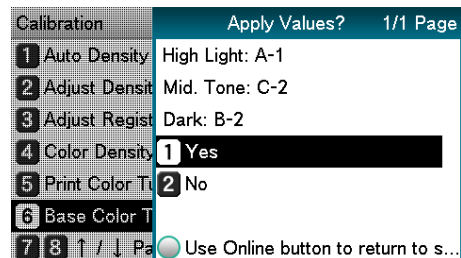 Calibration
1 Auto Density
2 Adjust Densit
3 Adjust Regist
4 Color Density
5 Print Color Tu
6 Base Color T
7 8 ↑ / ↓ Pa
Apply Values? 1/1 Page
High Light: A-1
Mid. Tone: C-2
Dark: B-2
1 Yes
2 No
Use Online button to return to s...